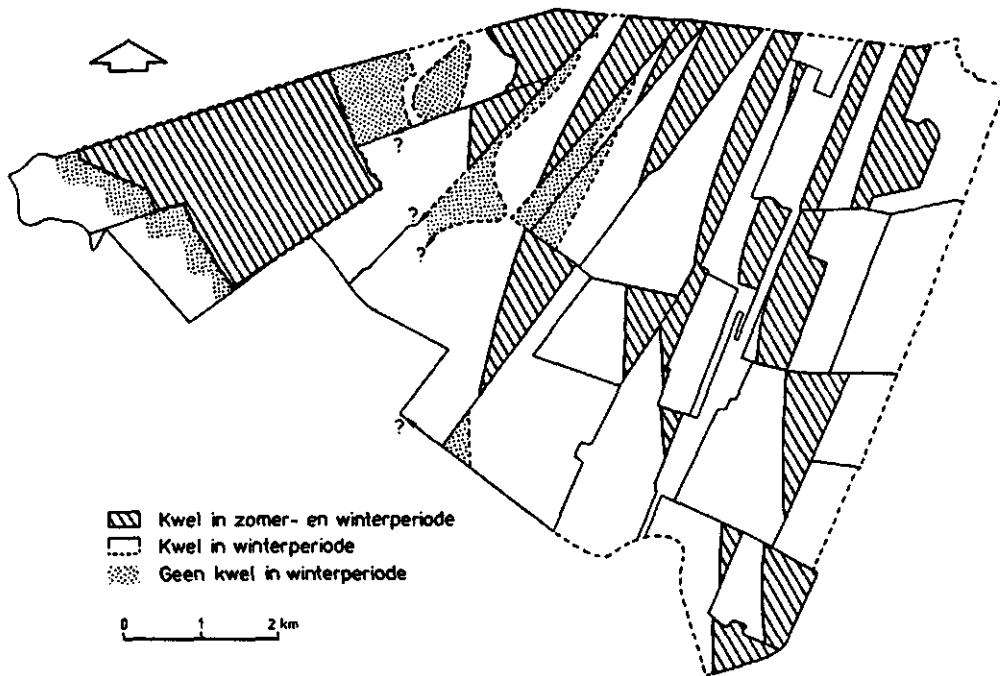 ?
?
?
?
Kwel in zomer- en winterperiode
Kwel in winterperiode
Geen kwel in winterperiode
0 1 2 km